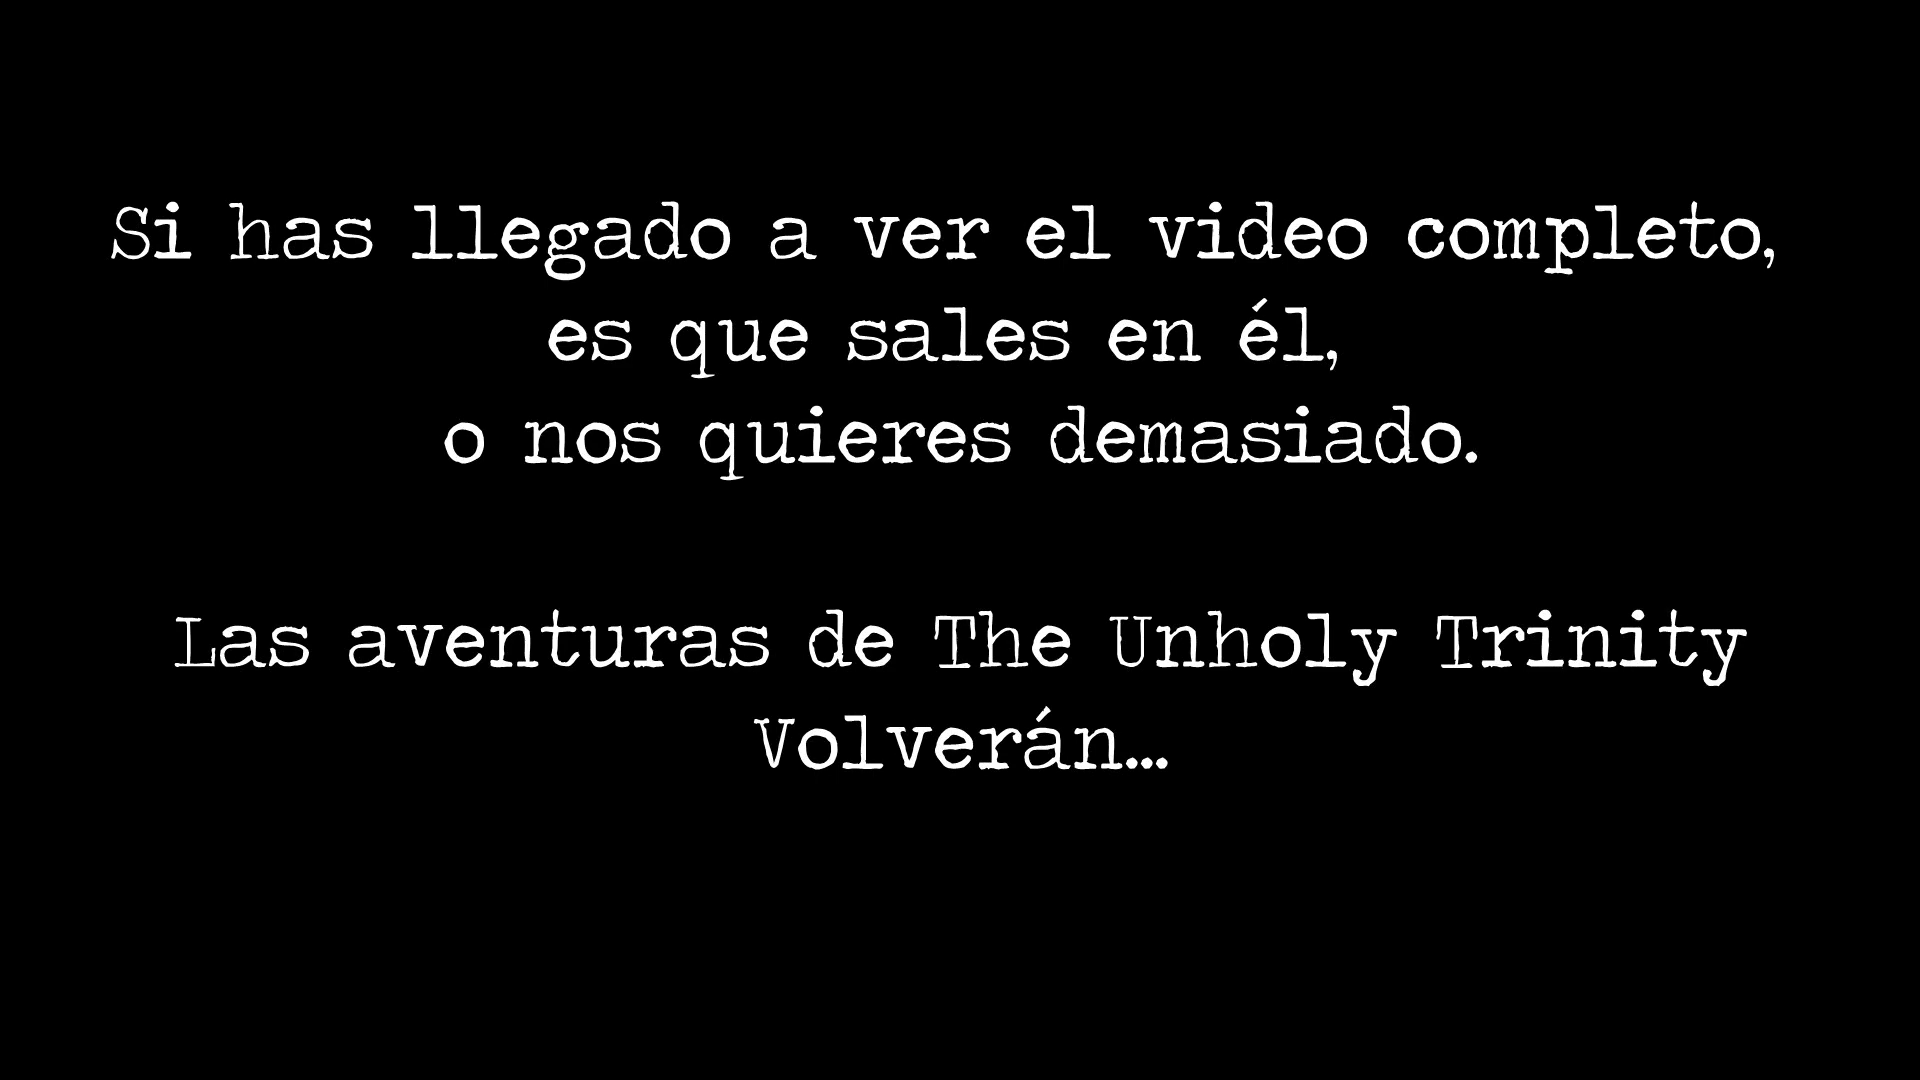 Si has llegado a ver el video completo,
es que sales en él,
o nos quieres demasiado.
Las aventuras de The Unholy Trinity
Volverán...